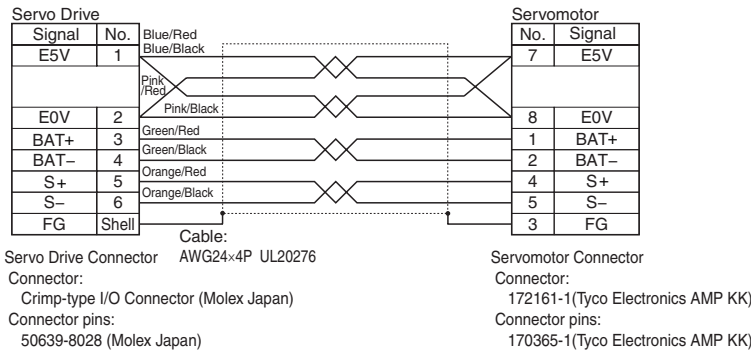 Servo Drive Servomotor
Signal No. Blue/Red No. Signal
Blue/Black
E5V 1 7 E5V
Pink
/Red
Pink/Black
E0V 2 8 E0V
Green/Red
BAT+ 3 1 BAT+
Green/Black
BAT− 4 2 BAT−
Orange/Red
S+ 5 4 S+
Orange/Black
S− 6 5 S−
FG Shell 3 FG
Cable:
Servo Drive Connector AWG24×4P UL20276 Servomotor Connector
Connector: Connector:
Crimp-type I/O Connector (Molex Japan) 172161-1(Tyco Electronics AMP KK)
Connector pins: Connector pins:
50639-8028 (Molex Japan) 170365-1(Tyco Electronics AMP KK)